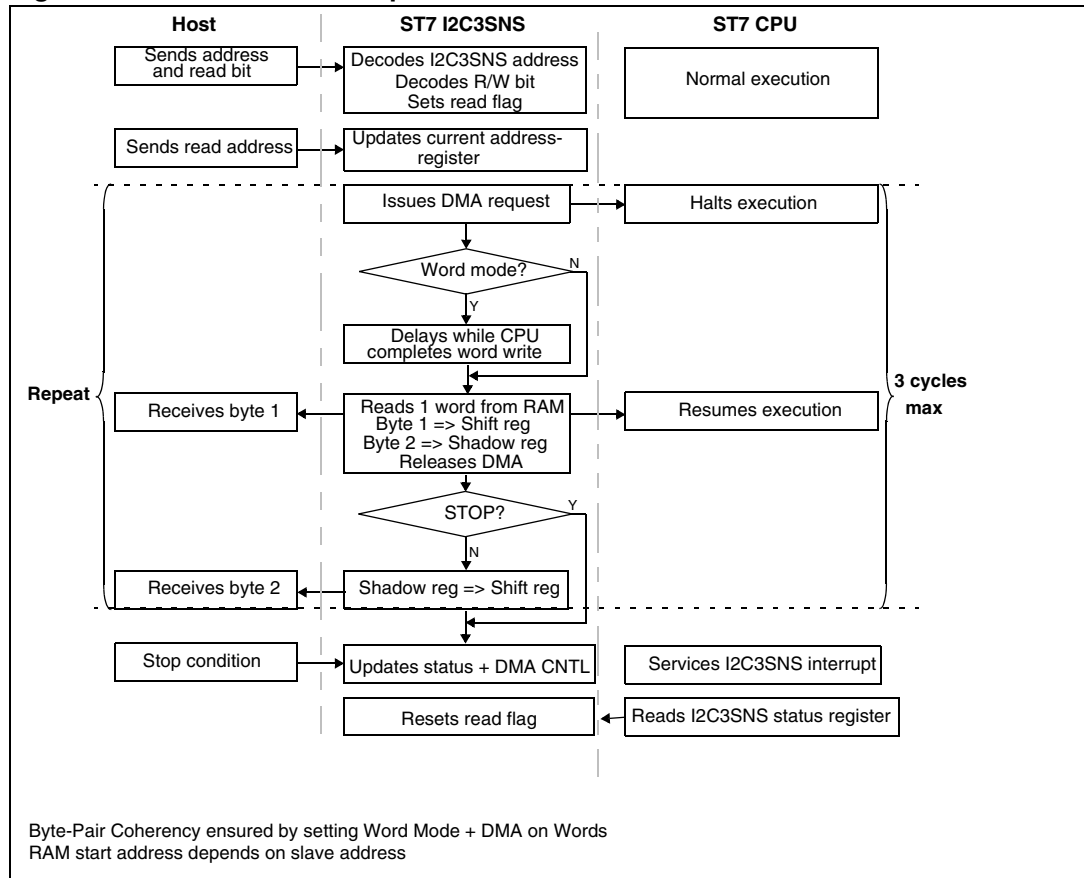 Host
ST7 I2C3SNS
ST7 CPU
Sends address
and read bit
Decodes I2C3SNS address
Decodes R/W bit
Sets read flag
Normal execution
Sends read address
Updates current address-
register
Issues DMA request
Halts execution
Word mode?
N
Y
Delays while CPU
completes word write
Repeat
3 cycles
max
Receives byte 1
Reads 1 word from RAM
Byte 1 => Shift reg
Byte 2 => Shadow reg
Releases DMA
Resumes execution
STOP?
Y
N
Receives byte 2
Shadow reg => Shift reg
Stop condition
Updates status + DMA CNTL
Services I2C3SNS interrupt
Resets read flag
Reads I2C3SNS status register
Byte-Pair Coherency ensured by setting Word Mode + DMA on Words
RAM start address depends on slave address